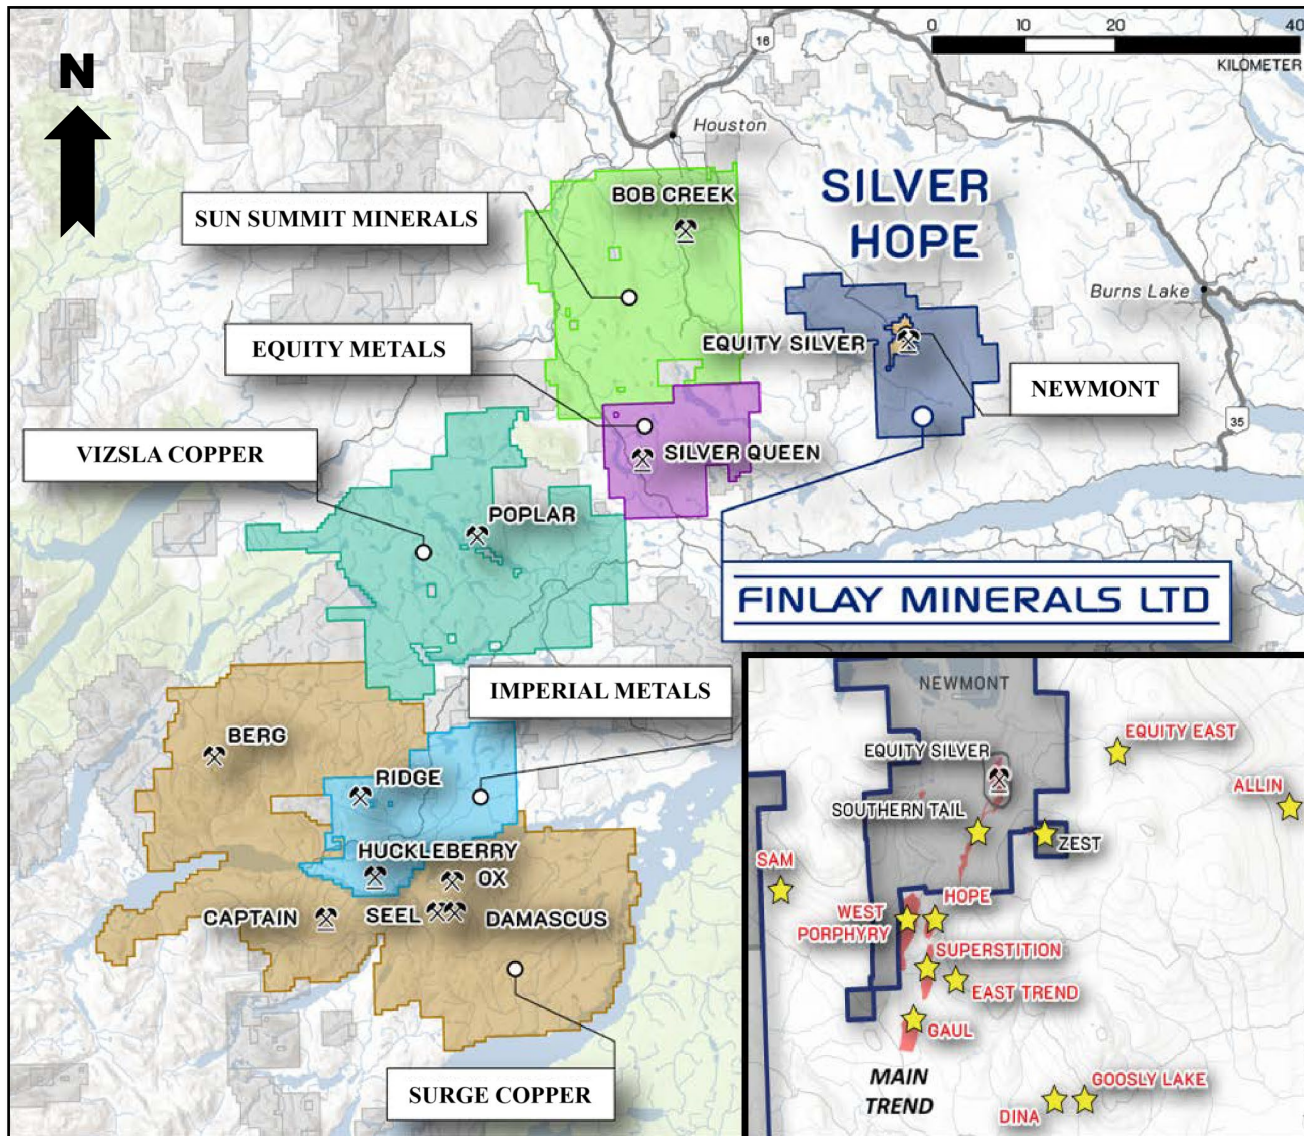 0 10 20 40
KILOMETER
N
16
Houston
SILVER
HOPE
BOB CREEK
SUN SUMMIT MINERALS
Burns Lake
EQUITY METALS
EQUITY SILVER
NEWMONT
35
VIZSLA COPPER
SILVER QUEEN
POPLAR
FINLAY MINERALS LTD
IMPERIAL METALS
BERG
RIDGE
HUCKLEBERRY
OX
CAPTAIN
SEEL
DAMASCUS
SURGE COPPER
NEWMONT
EQUITY EAST
EQUITY SILVER
ALLIN
SOUTHERN TAIL
ZEST
SAM
HOPE
WEST
PORPHYRY
SUPERSTITION
EAST TREND
GAUL
MAIN
TREND
GOOSLY LAKE
DINA